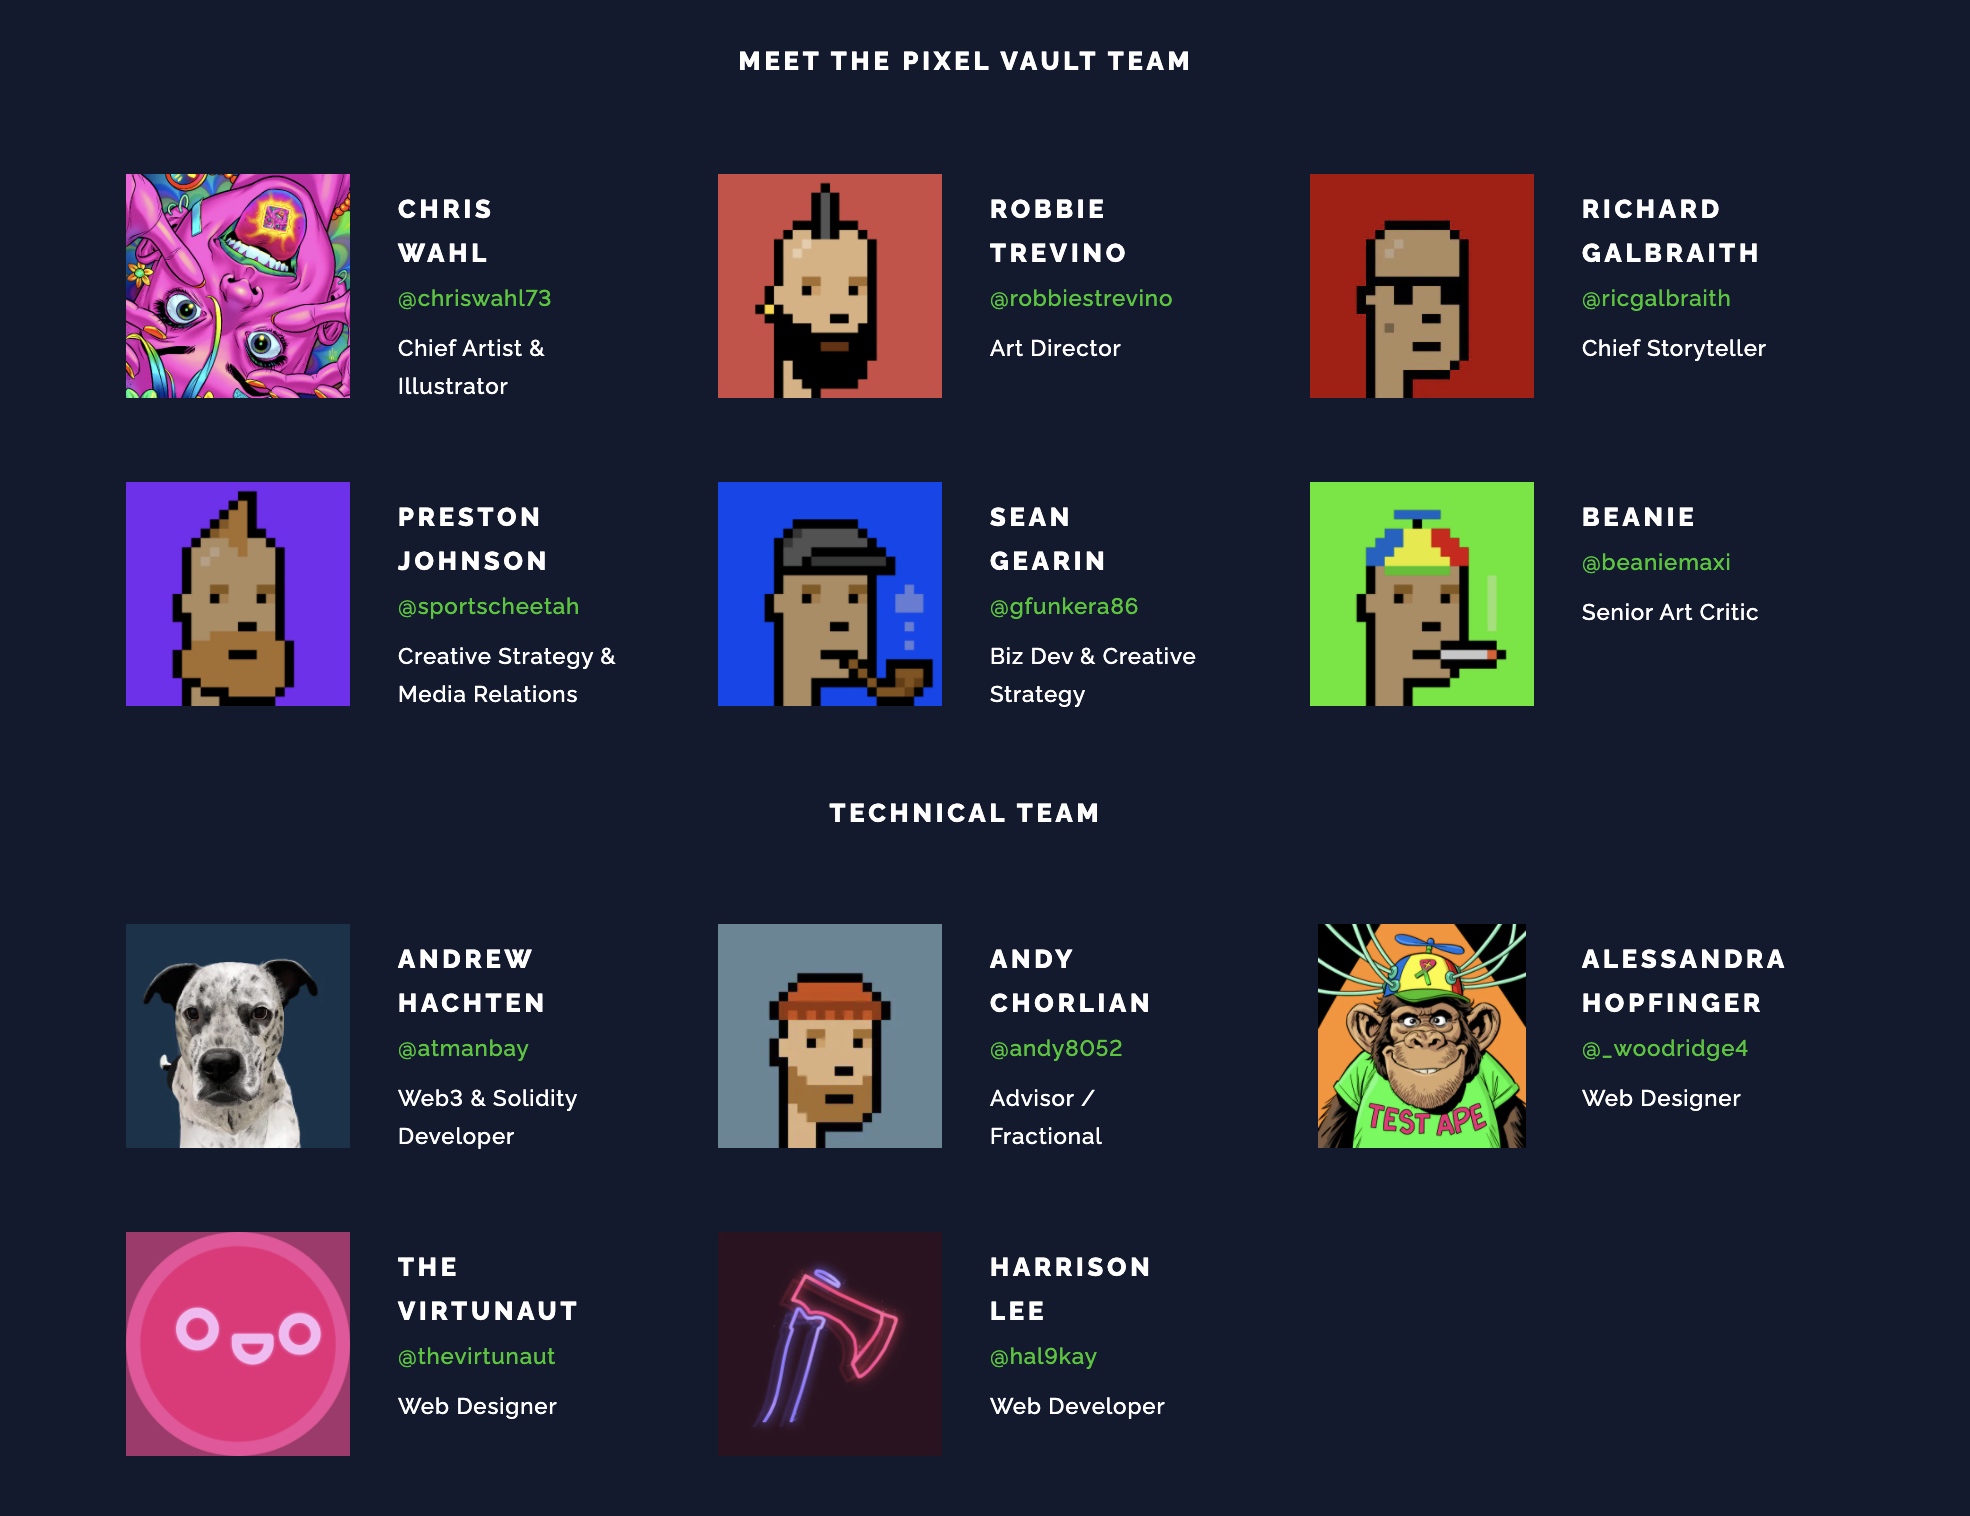 MEET THE PIXEL VAULT TEAM
CHRIS
WAHL
@chriswahl73
Chief Artist &
Illustrator
ROBBIE
TREVINO
@robbiestrevino
Art Director
RICHARD
GALBRAITH
@ricgalbraith
Chief Storyteller
PRESTON
JOHNSON
@sportscheetah
Creative Strategy &
Media Relations
SEAN
GEARIN
@gfunkera86
Biz Dev & Creative
Strategy
BEANIE
@beaniemaxi
Senior Art Critic
TECHNICAL TEAM
ANDREW
HACHTEN
@atmanbay
Web3 & Solidity
Developer
ANDY
CHORLIAN
@andy8052
Advisor /
Fractional
TEST APE
ALESSANDRA
HOPFINGER
@_woodridge4
Web Designer
THE
VIRTUNAUT
@thevirtunaut
Web Designer
HARRISON
LEE
@hal9kay
Web Developer